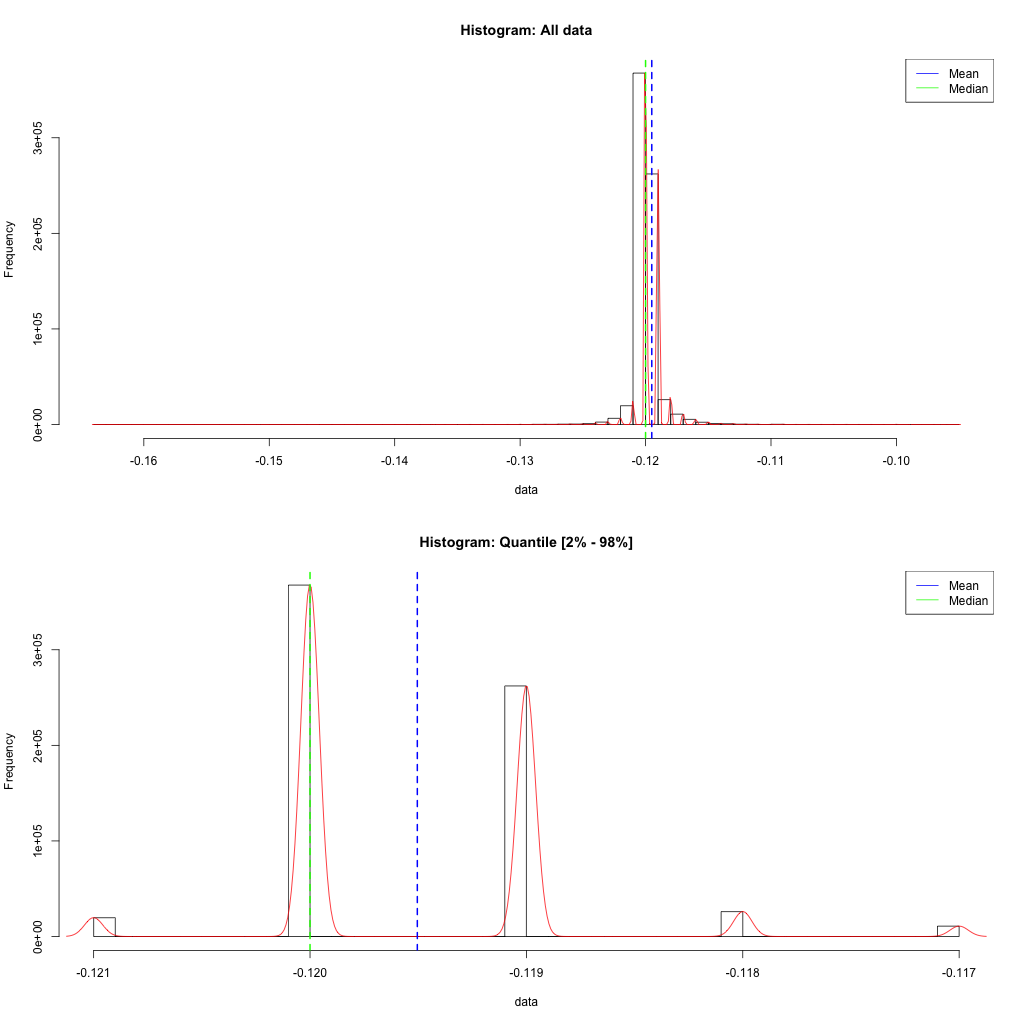 Histogram: All data
Mean
Median
Frequency
0e+00
1e+05
2e+05
3e+05
-0.16
-0.15
-0.14
-0.13
-0.12
-0.11
-0.10
data
Histogram: Quantile [2% - 98%]
Mean
Median
Frequency
0e+00
1e+05
2e+05
3e+05
-0.121
-0.120
-0.119
-0.118
-0.117
data